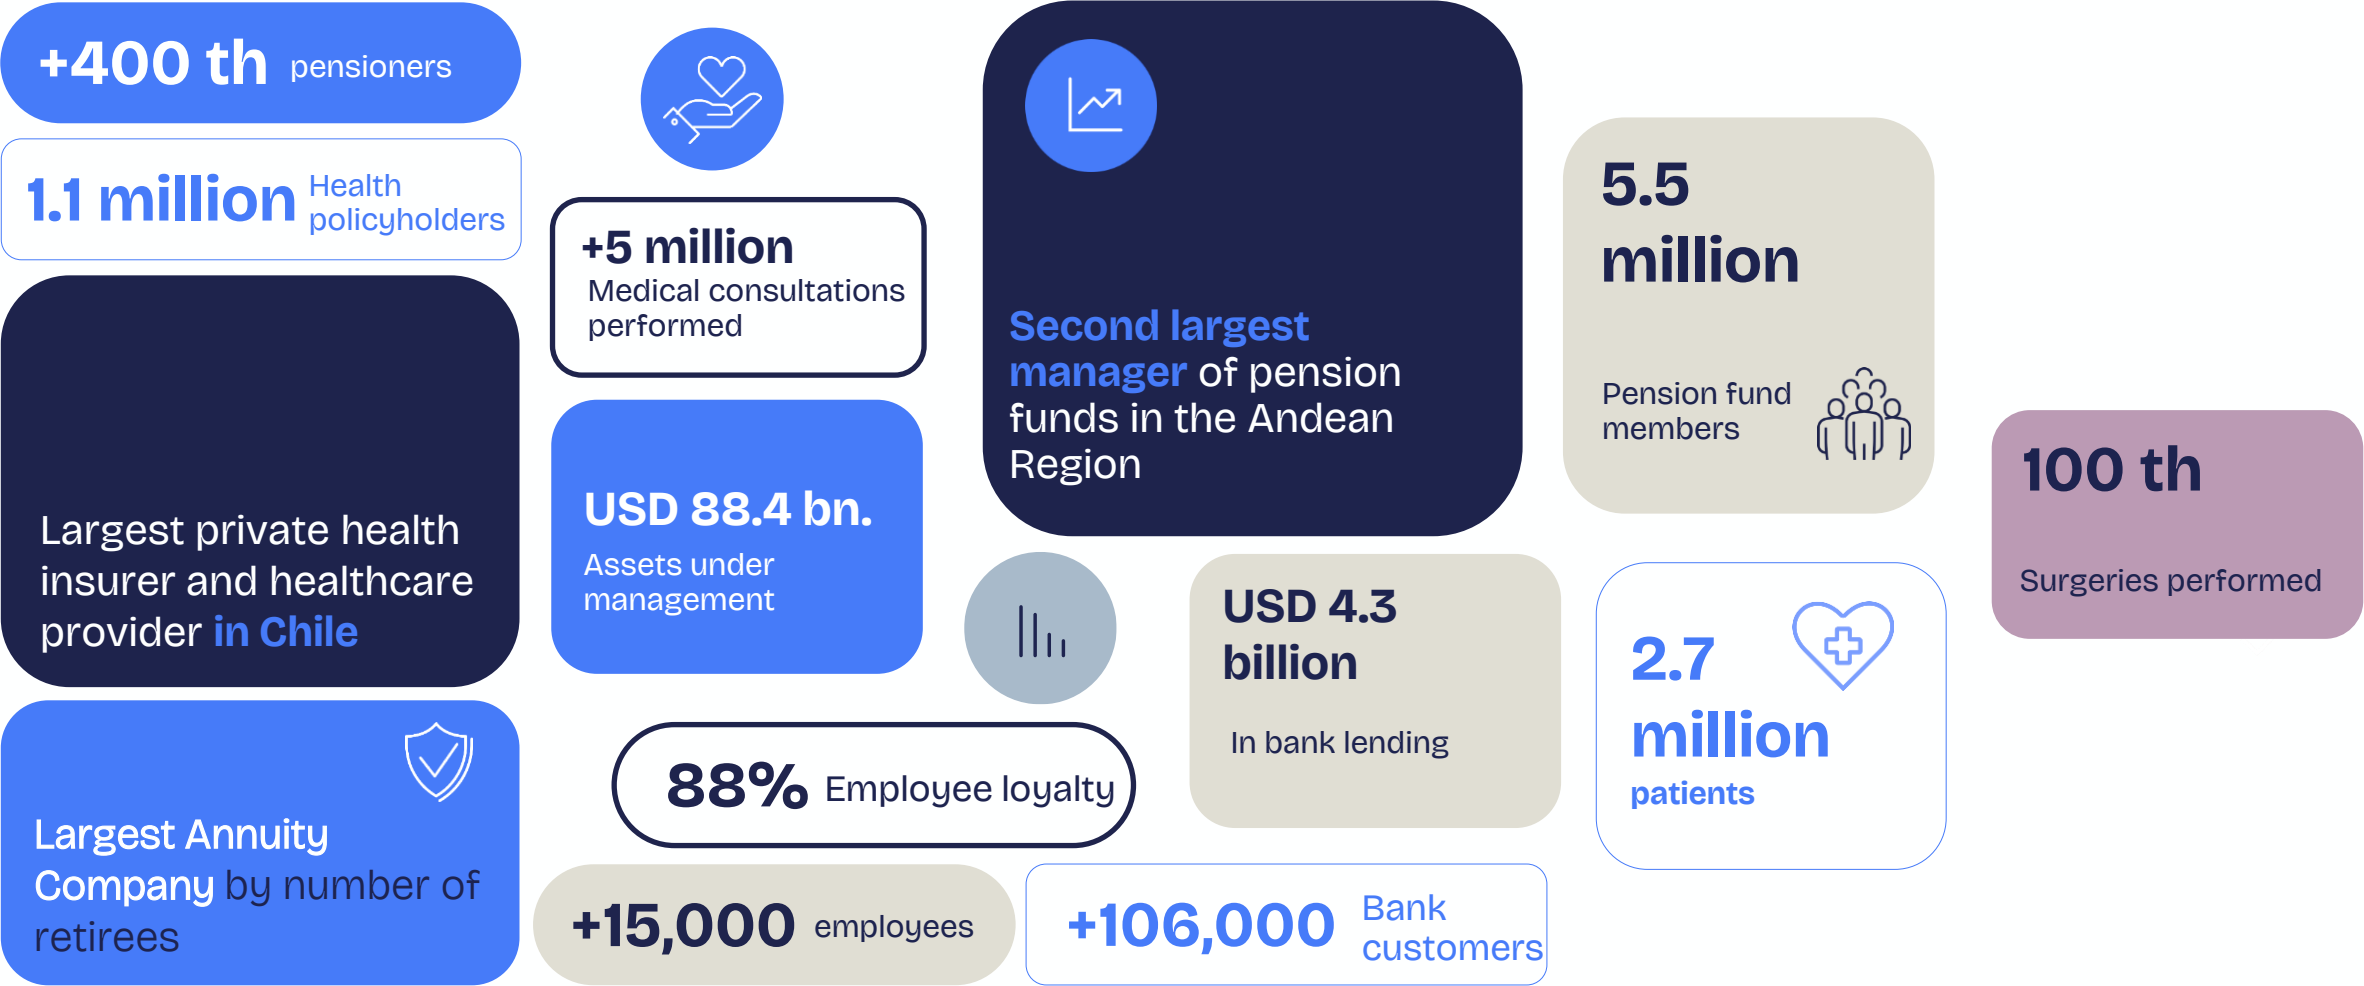 +400 th pensioners
1.1 million Health
policyholders
Largest private health
insurer and healthcare
provider in Chile
Largest Annuity
Company by number of
retirees
+5 million
Medical consultations
performed
USD 88.4 bn.
Assets under
management
88% Employee loyalty
+15,000 employees
Second largest
manager of pension
funds in the Andean
Region
USD 4.3
billion
In bank lending
+106,000 Bank
customers
5.5
million
Pension fund
members
2.7
million
patients
100 th
Surgeries performed